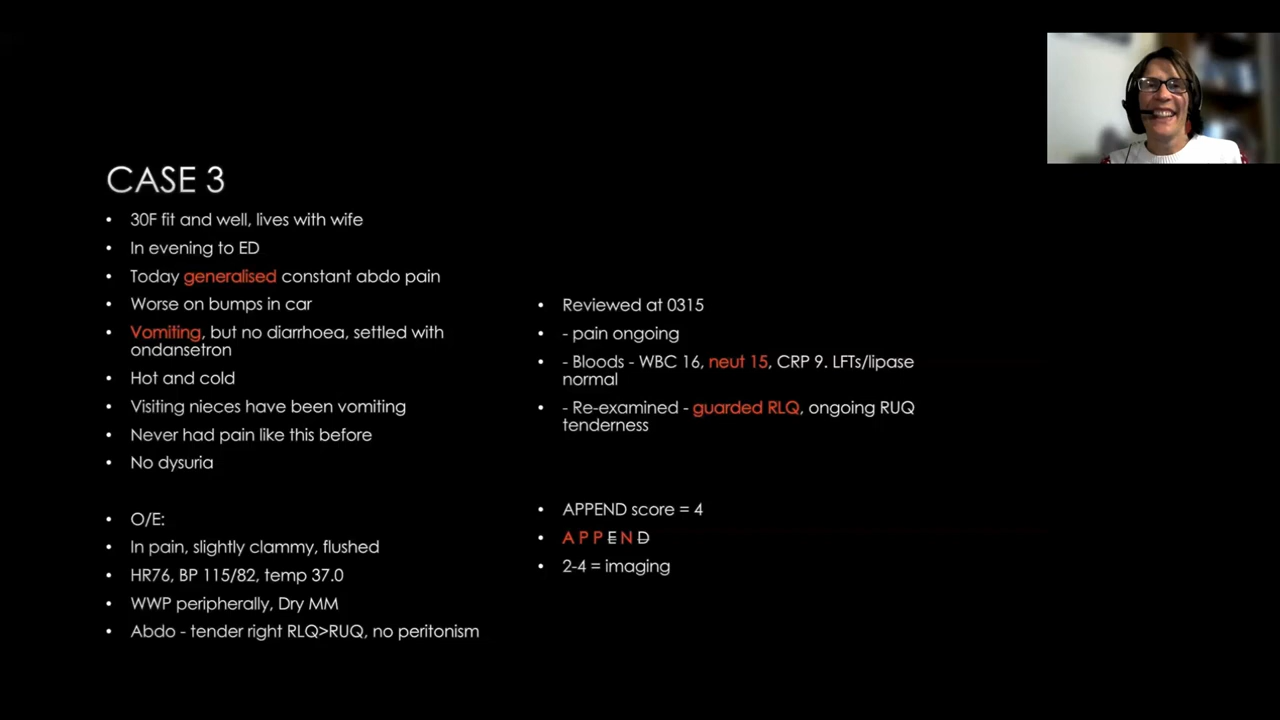 CASE 3
• 30F fit and well, lives with wife
• In evening to ED
• Today generalised constant abdo pain
• Worse on bumps in car
• Vomiting, but no diarrhoea, settled with
ondansetron
• Hot and cold
• Visiting nieces have been vomiting
• Never had pain like this before
• No dysuria
• O/E:
• In pain, slightly clammy, flushed
• HR76, BP 115/82, temp 37.0
• WWP peripherally, Dry MM
• Abdo - tender right RLQ>RUQ, no peritonism
• Reviewed at 0315
• - pain ongoing
• - Bloods - WBC 16, neut 15, CRP 9. LFTs/lipase
normal
• - Re-examined - guarded RLQ, ongoing RUQ
tenderness
• APPEND score = 4
• A P P E N D
• 2-4 = imaging